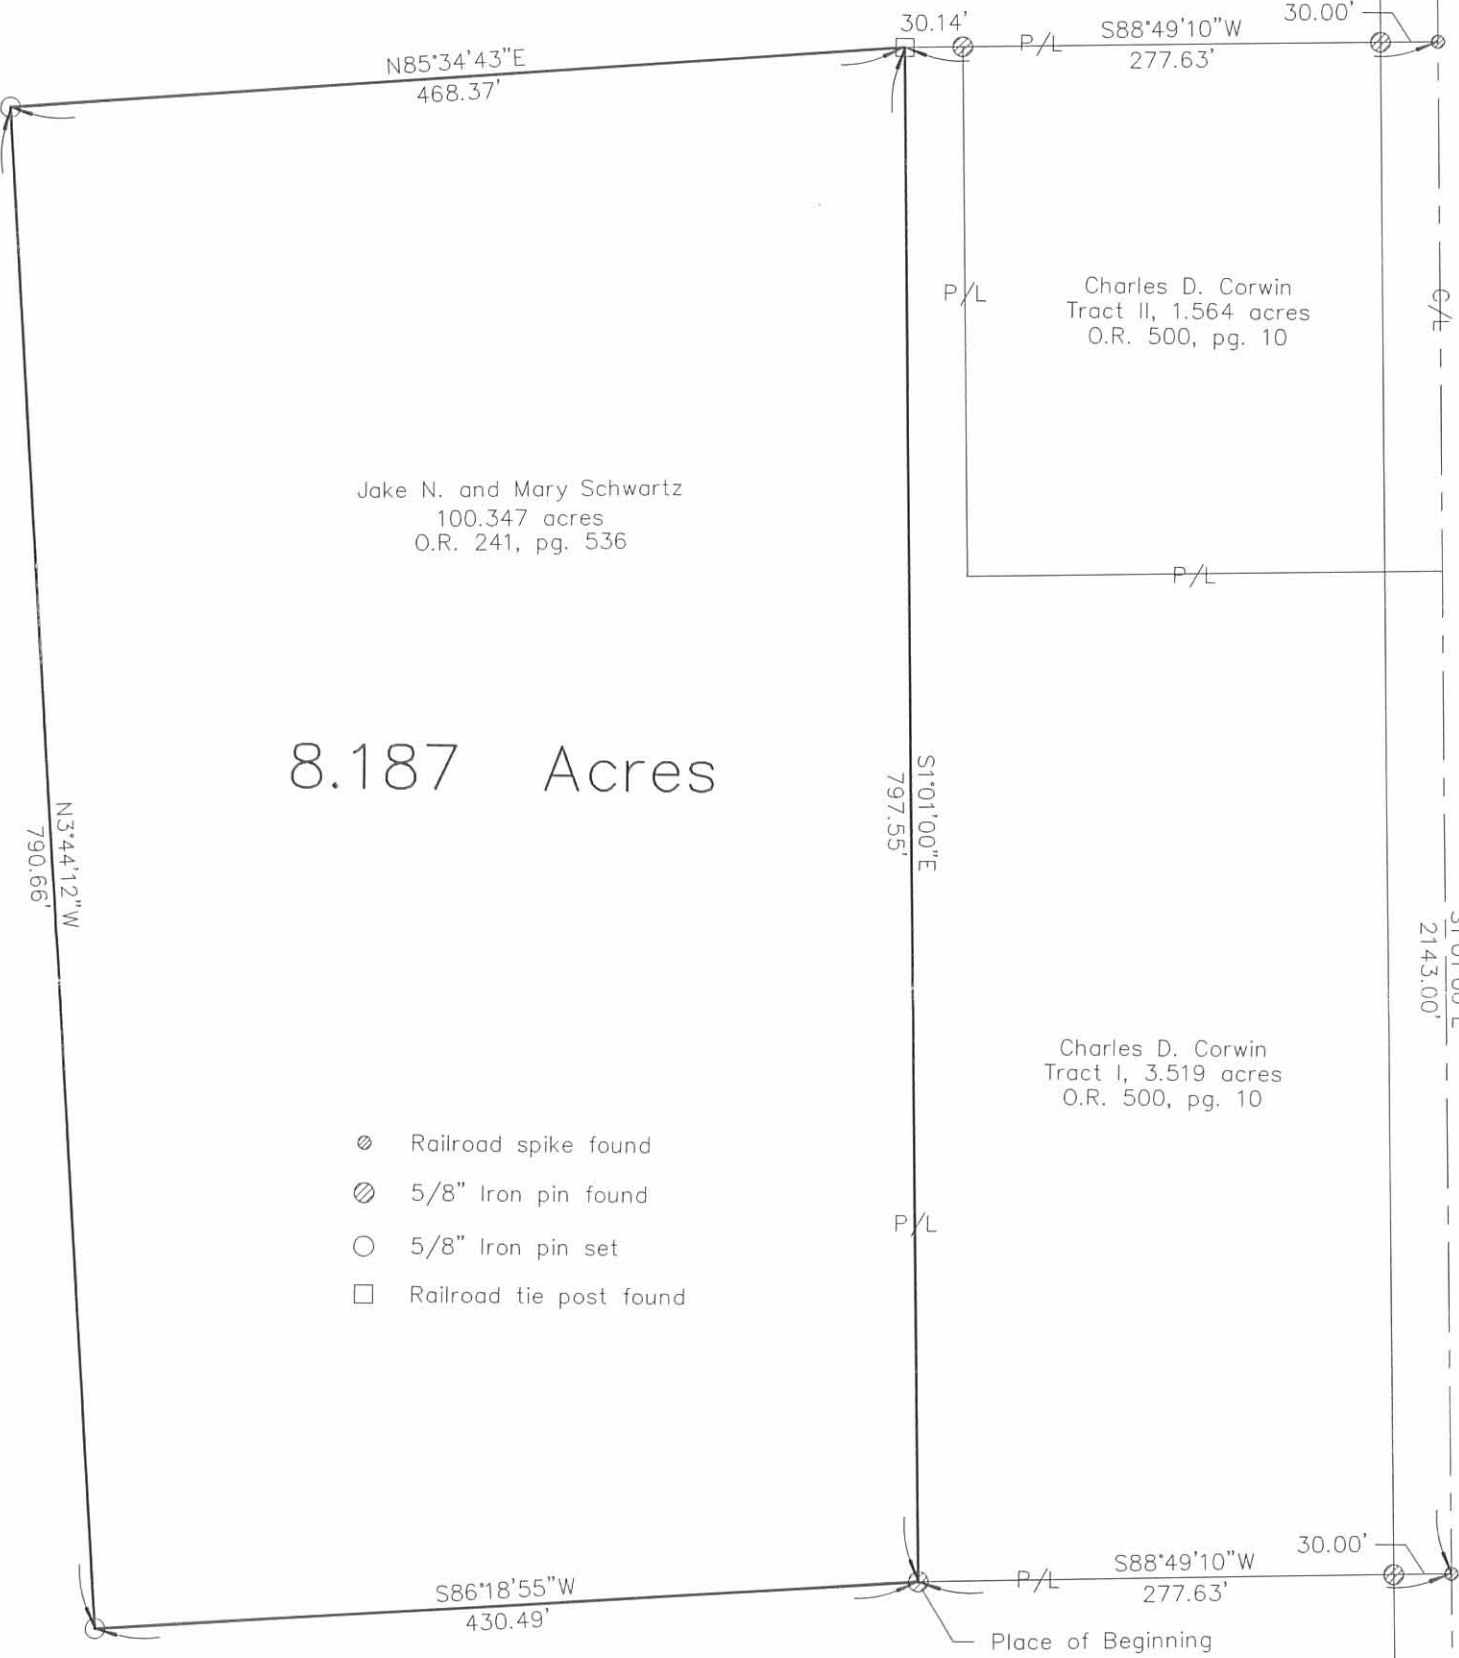 30.14'
S88°49'10"W
30.00'
P/L
277.63'
N85°34'43"E
468.37'
P/L
Charles D. Corwin
Tract II, 1.564 acres
O.R. 500, pg. 10
C/L
Jake N. and Mary Schwartz
100.347 acres
O.R. 241, pg. 536
P/L
8.187 Acres
S1°01'00"E
797.55'
N3°44'12"W
790.66'
2143.00'
Charles D. Corwin
Tract I, 3.519 acres
O.R. 500, pg. 10
Railroad spike found
5/8" Iron pin found
P/L
5/8" Iron pin set
Railroad tie post found
30.00'
S88°49'10"W
P/L
277.63'
S86°18'55"W
430.49'
Place of Beginning